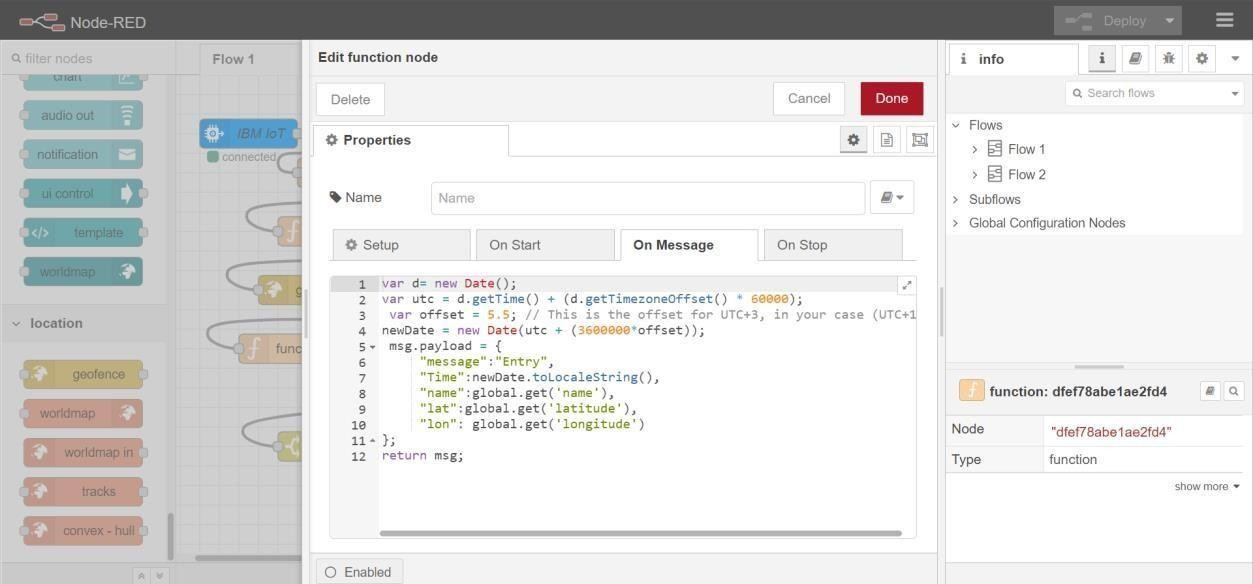 Node-RED
Deploy
filter nodes
chart
audio out
notification
ui control
template
worldmap
location
geofence
worldmap
worldmap in
tracks
convex - hull
Flow 1
IBM IoT
connected
func
Edit function node
Delete
Cancel
Done
Properties
Name
Name
Setup
On Start
On Message
On Stop
1 var d= new Date();
2 var utc = d.getTime() + (d.getTimezoneOffset() * 60000);
3 var offset = 5.5; // This is the offset for UTC+3, in your case (UTC+1
4 newDate = new Date(utc + (3600000*offset));
5 msg.payload = {
6 "message":"Entry",
7 "Time":newDate.toLocaleString(),
8 "name":global.get('name'),
9 "lat":global.get('latitude'),
10 "lon": global.get('longitude')
11 };
12 return msg;
Enabled
info
Search flows
Flows
Flow 1
Flow 2
Subflows
Global Configuration Nodes
function: dfef78abe1ae2fd4
Node "dfef78abe1ae2fd4"
Type function
show more